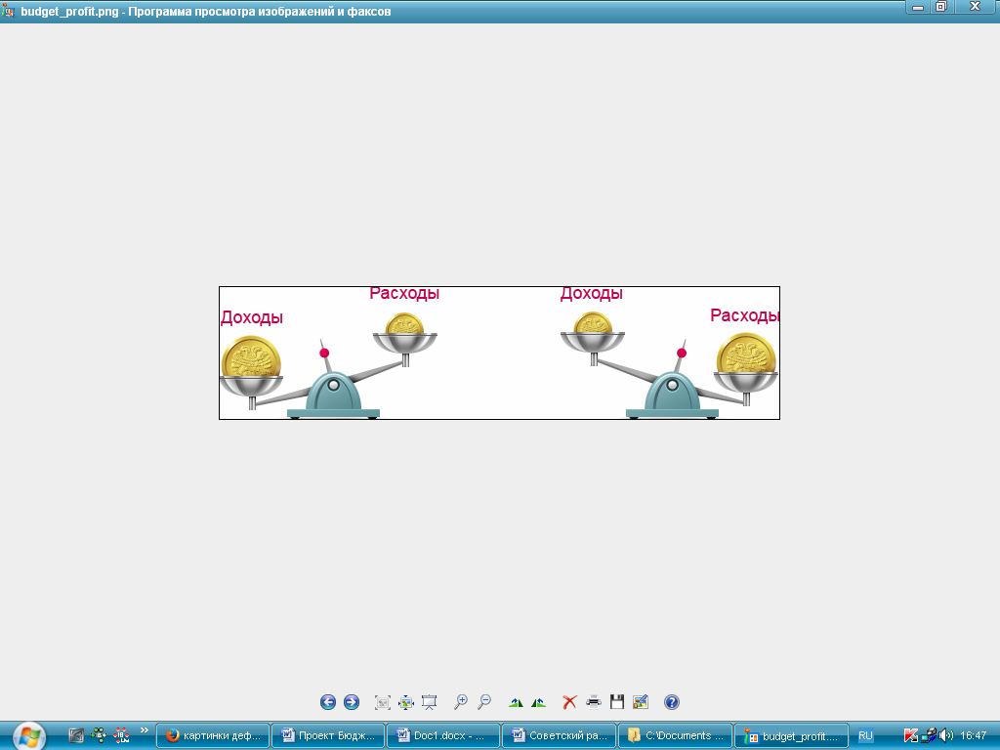 budget_profit.png - Программа просмотра изображений и факсов
Расходы
Доходы
Доходы
Расходы
картинки деф...
Проект Бюдж...
Doc1.docx - ...
Советский ра...
C:\Documents ...
budget_profit....
RU
16:47